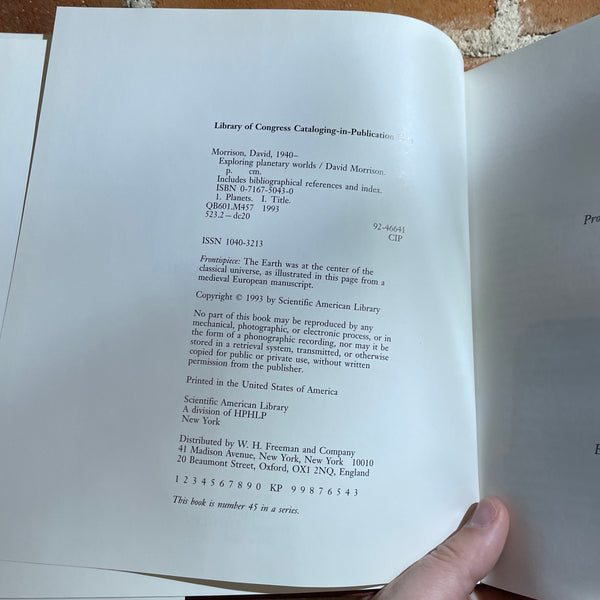 Library of Congress Cataloging-in-Publication
Morrison, David, 1940–
Exploring planetary worlds / David Morrison.
p. cm.
Includes bibliographical references and index.
ISBN 0-7167-5043-0
1. Planets. I. Title.
QB601.M457 1993
523.2—dc20
92-46641
CIP
ISSN 1040-3213
Frontispiece: The Earth was at the center of the
classical universe, as illustrated in this page from a
medieval European manuscript.
Copyright © 1993 by Scientific American Library
No part of this book may be reproduced by any
mechanical, photographic, or electronic process, or in
the form of a phonographic recording, nor may it be
stored in a retrieval system, transmitted, or otherwise
copied for public or private use, without written
permission from the publisher.
Printed in the United States of America
Scientific American Library
A division of HPHLP
New York
Distributed by W. H. Freeman and Company
41 Madison Avenue, New York, New York 10010
20 Beaumont Street, Oxford, OX1 2NQ, England
1 2 3 4 5 6 7 8 9 0 KP 9 9 8 7 6 5 4 3
This book is number 45 in a series.
Pro